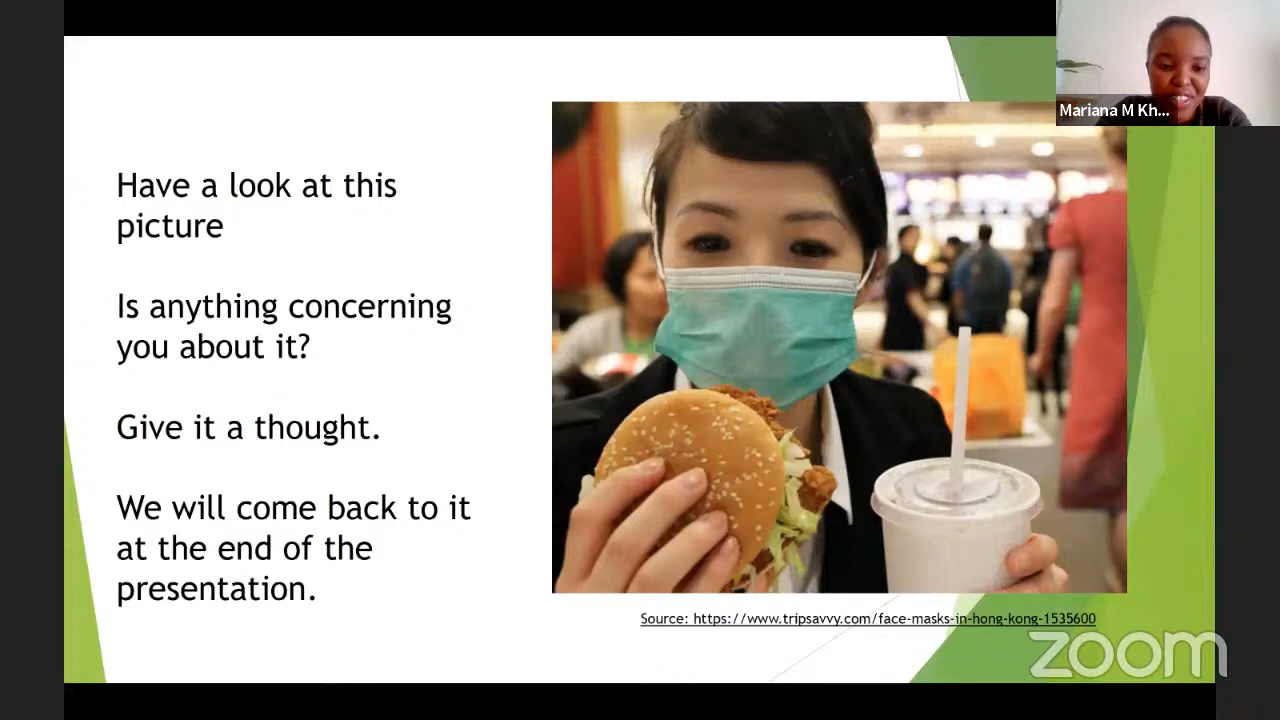 Mariana M Kh...
Have a look at this
picture
Is anything concerning
you about it?
Give it a thought.
We will come back to it
at the end of the
presentation.
Source: https://www.tripsavvy.com/face-masks-in-hong-kong-1535600
zoom